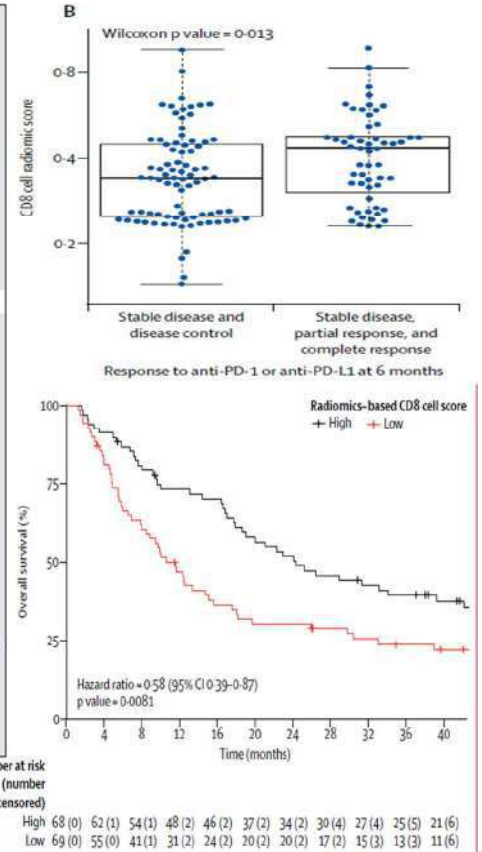 B
Wilcoxon p value = 0·013
CD8 cell radiomic score
0·8
0·4
0·2
Stable disease and
disease control
Stable disease,
partial response, and
complete response
Response to anti-PD-1 or anti-PD-L1 at 6 months
Radiomics-based CD8 cell score
High Low
Overall survival (%)
100
75
50
25
0
Hazard ratio = 0·58 (95% CI 0·39–0·87)
p value = 0·0081
0 4 8 12 16 20 24 28 32 36 40
Time (months)
at risk
(number
High 68 (0) 62 (1) 54 (1) 48 (2) 46 (2) 37 (2) 34 (2) 30 (4) 27 (4) 25 (5) 21 (6)
Low 69 (0) 55 (0) 41 (1) 31 (2) 24 (2) 20 (2) 20 (2) 17 (2) 15 (3) 13 (3) 11 (6)